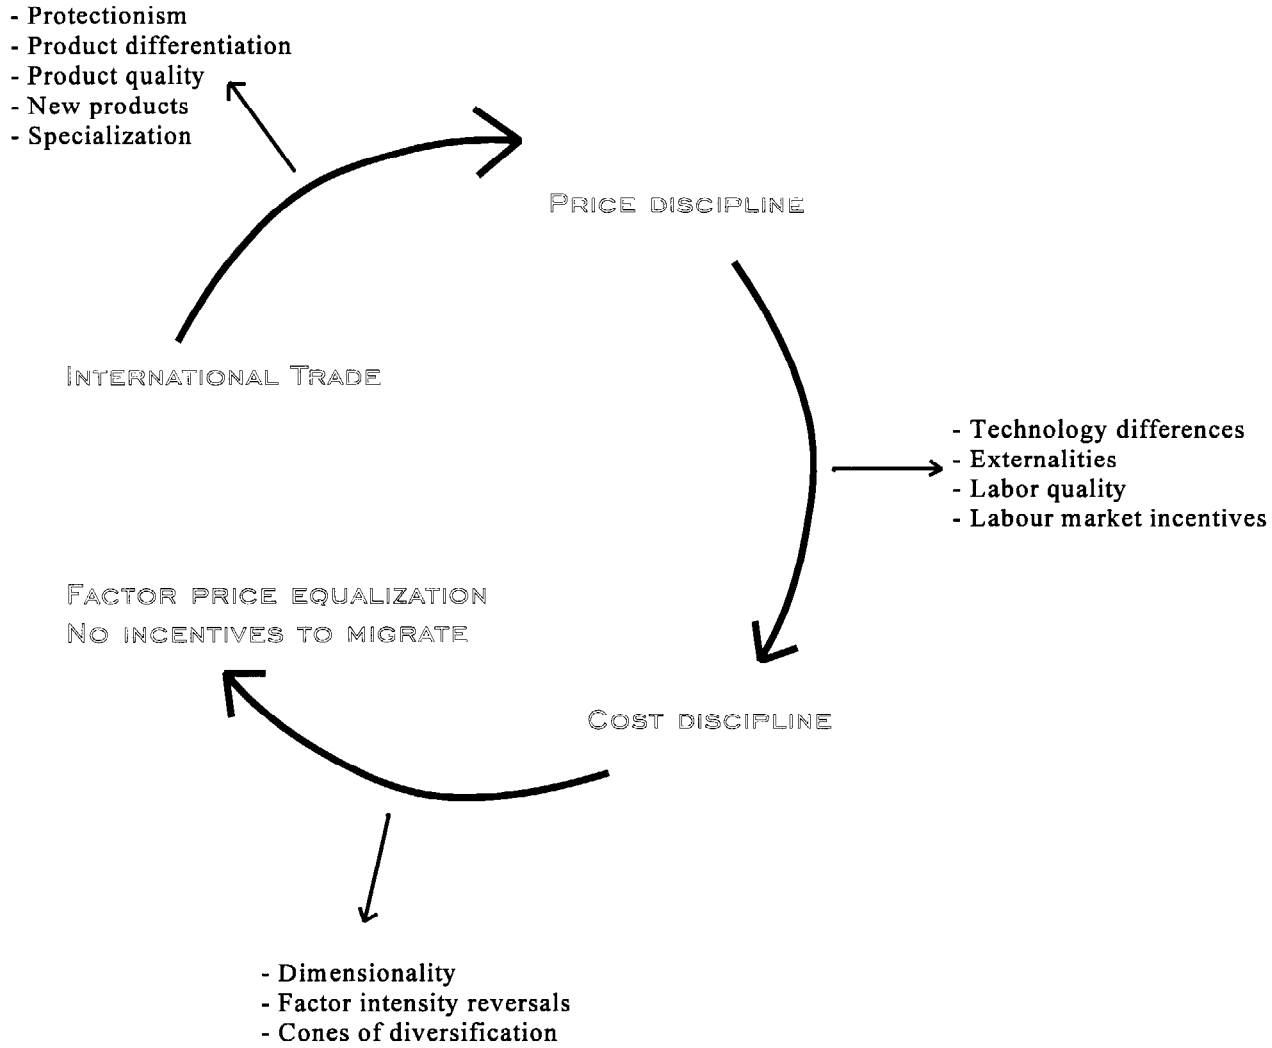 - Protectionism
- Product differentiation
- Product quality
- New products
- Specialization
PRICE DISCIPLINE
INTERNATIONAL TRADE
- Technology differences
- Externalities
- Labor quality
- Labour market incentives
FACTOR PRICE EQUALIZATION
NO INCENTIVES TO MIGRATE
COST DISCIPLINE
- Dimensionality
- Factor intensity reversals
- Cones of diversification